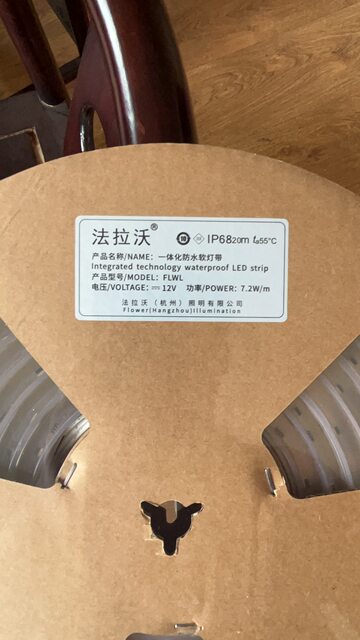 法拉沃® IP6820m ta55°C
产品名称/NAME：一体化防水软灯带
Integrated technology waterproof LED strip
产品型号/MODEL：FLWL
电压/VOLTAGE：⎓12V 功率/POWER：7.2W/m
法拉沃（杭州）照明有限公司
Flower(Hangzhou)Illumination